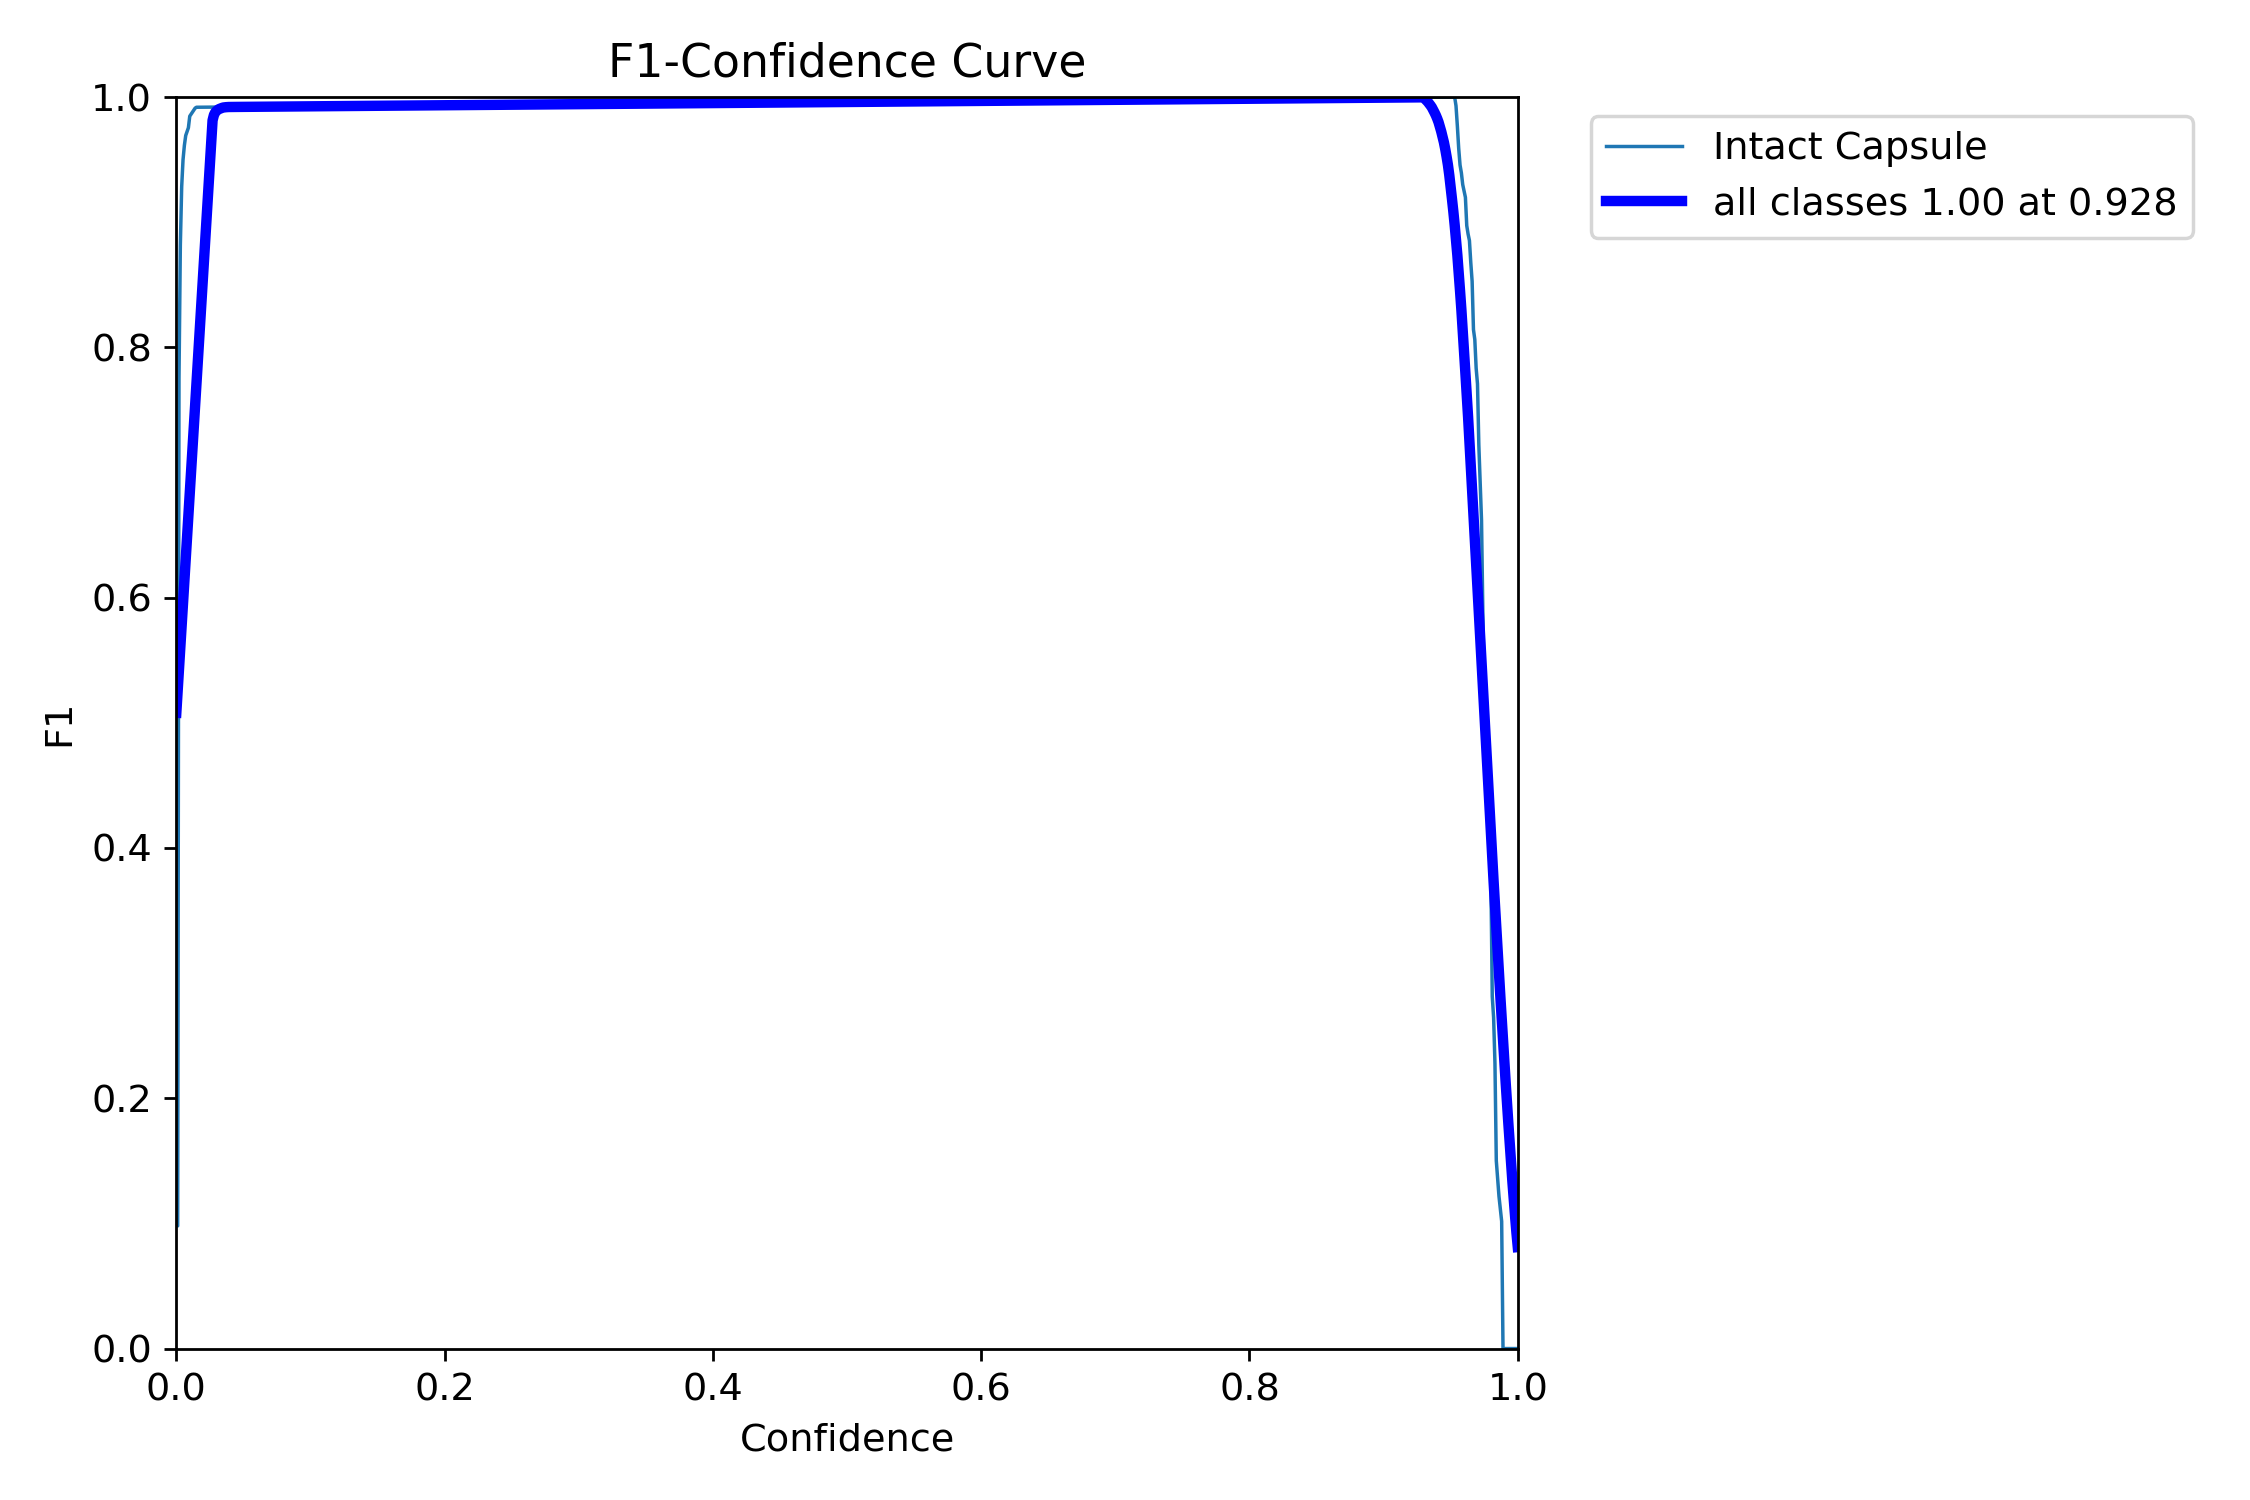 F1-Confidence Curve
Intact Capsule
all classes 1.00 at 0.928
1.0
0.8
0.6
0.4
0.2
0.0
F1
0.0 0.2 0.4 0.6 0.8 1.0
Confidence